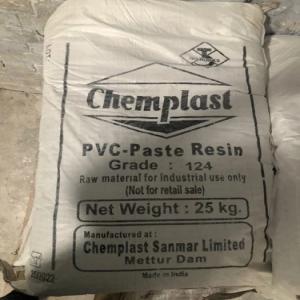 Chemplast
PVC-Paste Resin
Grade : 124
Raw material for industrial use only
(Not for retail sale)
Net Weight : 25 kg.
Manufactured at :
Chemplast Sanmar Limited
Mettur Dam
Made in India